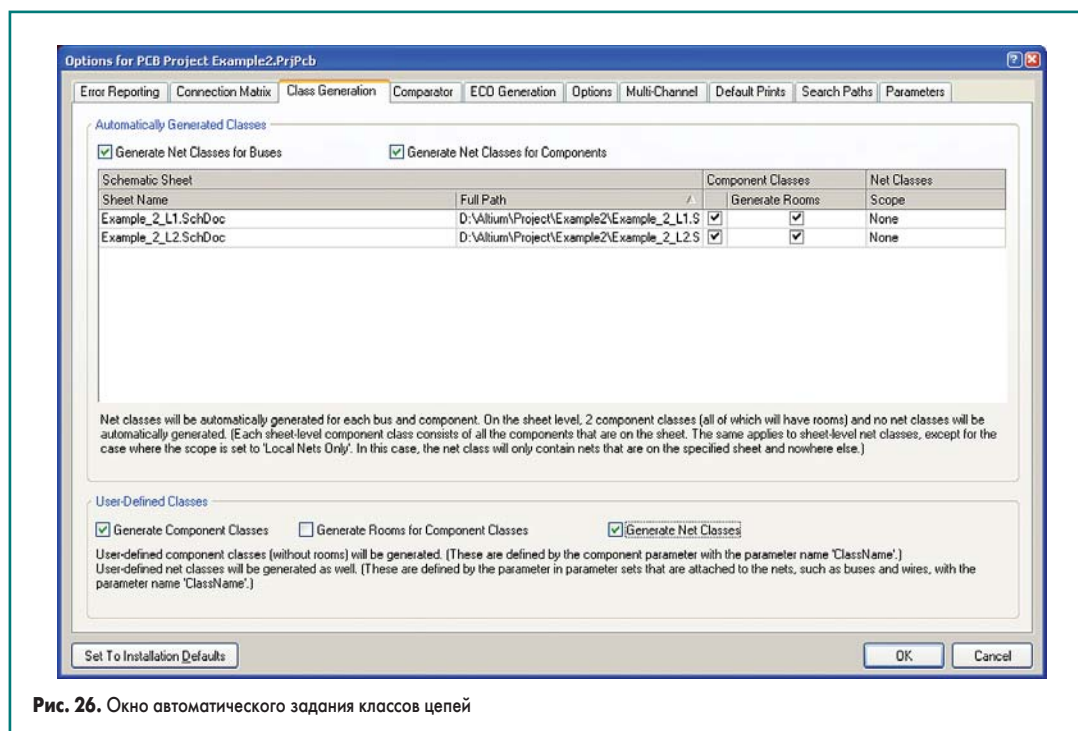 Options for PCB Project Example2.PrjPcb
Error Reporting Connection Matrix Class Generation Comparator ECO Generation Options Multi-Channel Default Prints Search Paths Parameters
Automatically Generated Classes
Generate Net Classes for Buses Generate Net Classes for Components
Schematic Sheet Component Classes Net Classes
Sheet Name Full Path Generate Rooms Scope
Example_2_L1.SchDoc D:\Altium\Project\Example2\Example_2_L1.S None
Example_2_L2.SchDoc D:\Altium\Project\Example2\Example_2_L2.S None
Net classes will be automatically generated for each bus and component. On the sheet level, 2 component classes (all of which will have rooms) and no net classes will be
automatically generated. (Each sheet-level component class consists of all the components that are on the sheet. The same applies to sheet-level net classes, except for the
case where the scope is set to 'Local Nets Only'. In this case, the net class will only contain nets that are on the specified sheet and nowhere else.)
User-Defined Classes
Generate Component Classes Generate Rooms for Component Classes Generate Net Classes
User-defined component classes (without rooms) will be generated. (These are defined by the component parameter with the parameter name 'ClassName'.)
User-defined net classes will be generated as well. (These are defined by the parameter in parameter sets that are attached to the nets, such as buses and wires, with the
parameter name 'ClassName'.)
Set To Installation Defaults OK Cancel
Рис. 26. Окно автоматического задания классов цепей